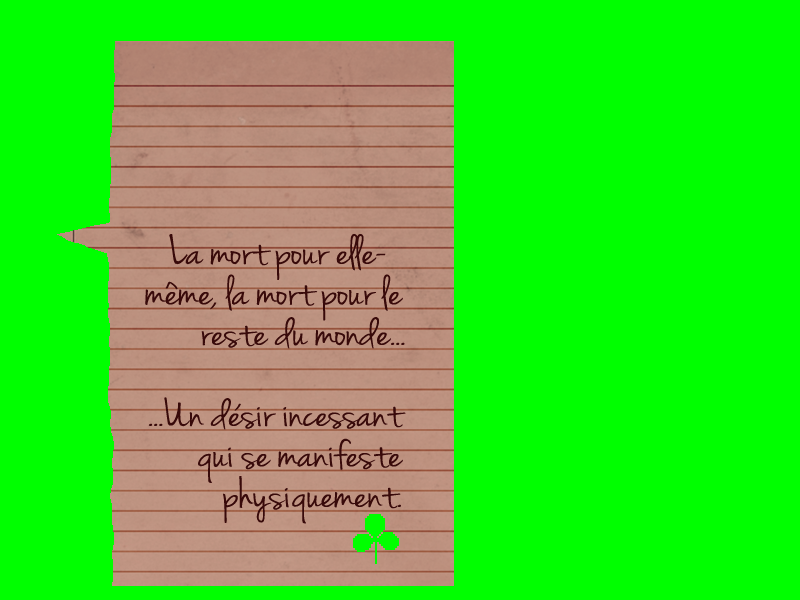 La mort pour elle-
même, la mort pour le
reste du monde...
...Un désir incessant
qui se manifeste
physiquement.